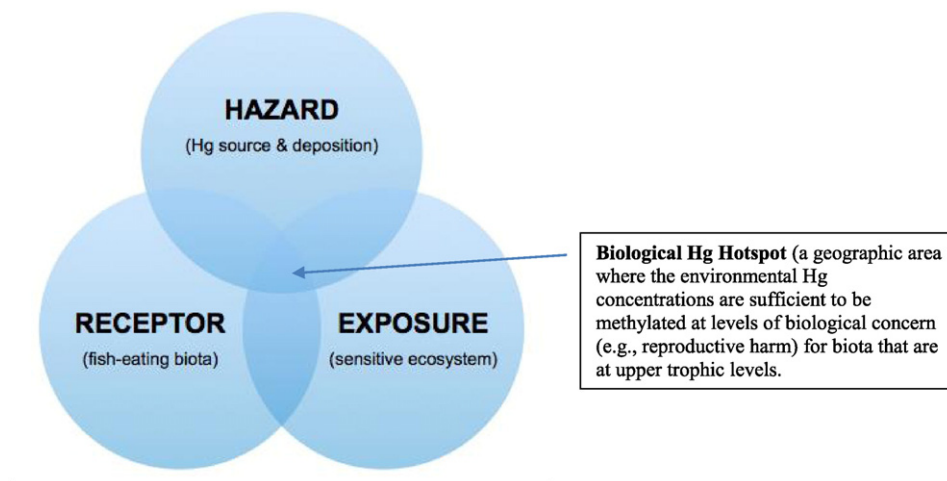 HAZARD
(Hg source & deposition)
RECEPTOR
(fish-eating biota)
EXPOSURE
(sensitive ecosystem)
Biological Hg Hotspot (a geographic area
where the environmental Hg
concentrations are sufficient to be
methylated at levels of biological concern
(e.g., reproductive harm) for biota that are
at upper trophic levels.